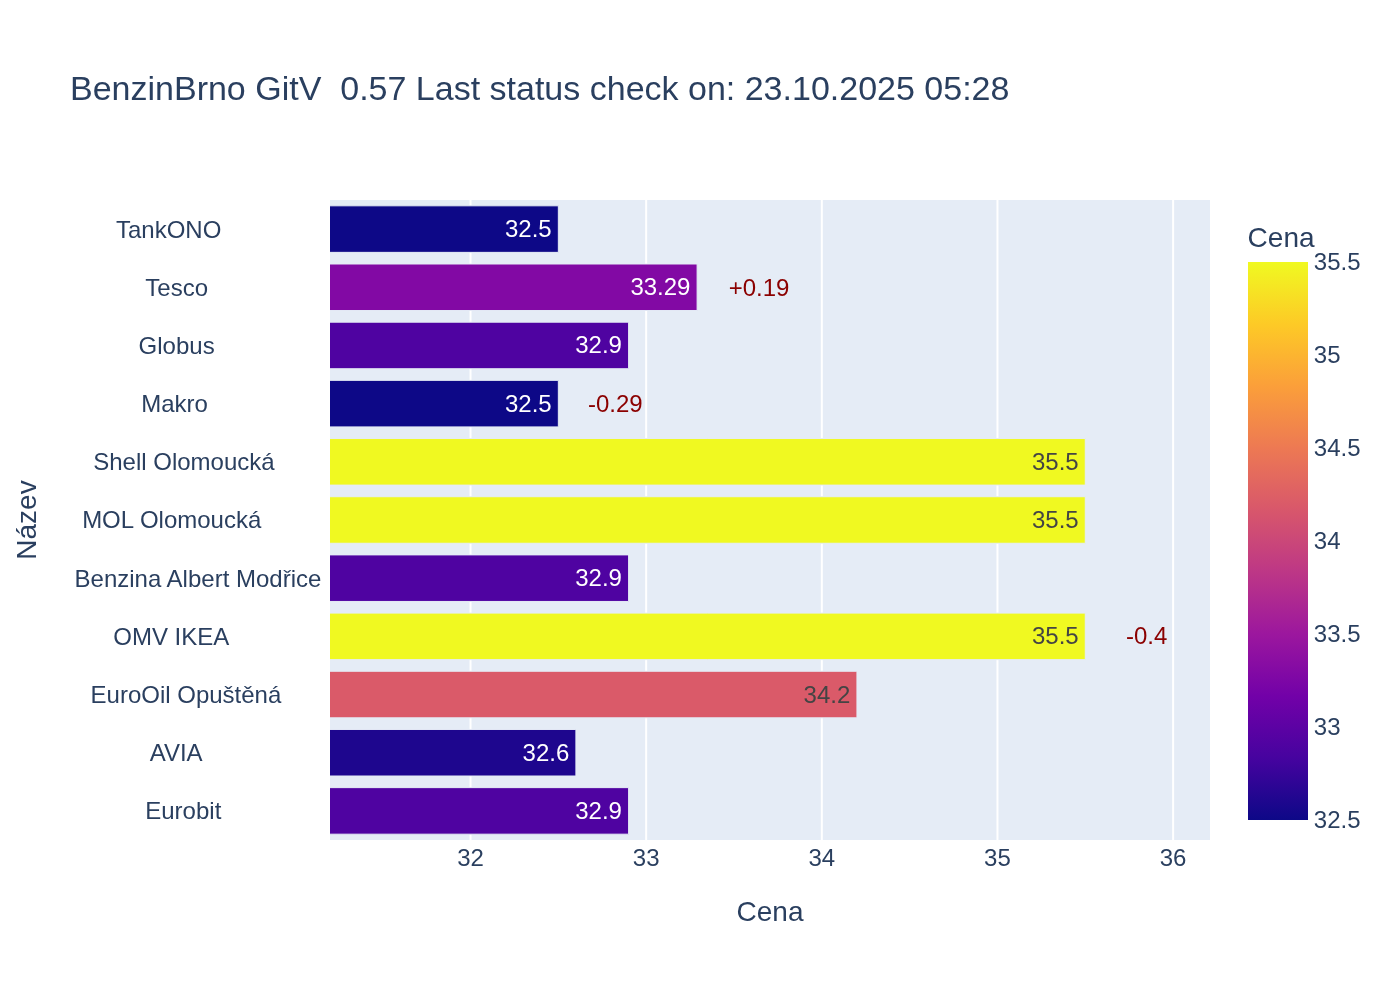 BenzinBrno GitV  0.57 Last status check on: 23.10.2025 05:28
Cena
TankONO 32.5
Tesco 33.29 +0.19
Globus 32.9
Makro 32.5 -0.29
Shell Olomoucká 35.5
MOL Olomoucká 35.5
Benzina Albert Modřice 32.9
OMV IKEA 35.5 -0.4
EuroOil Opuštěná 34.2
AVIA 32.6
Eurobit 32.9
Název
32 33 34 35 36
Cena
35.5
35
34.5
34
33.5
33
32.5